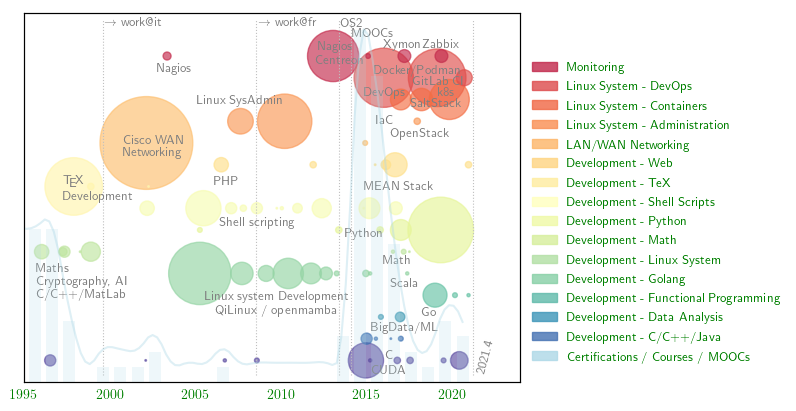 → work@it
→ work@fr
OS2
MOOCs
Nagios
Centreon
Xymon
Zabbix
Nagios
Docker/Podman
GitLab
DevOps
k8s
SaltStack
Linux SysAdmin
IaC
OpenStack
Cisco WAN
Networking
PHP
MEAN Stack
TEX
Development
Shell scripting
Python
Maths
Cryptography, AI
C/C++/MatLab
Math
Scala
Linux system Development
QiLinux / openmamba
Go
BigData/ML
C
CUDA
2021.4
1995
2000
2005
2010
2015
2020
Monitoring
Linux System - DevOps
Linux System - Containers
Linux System - Administration
LAN/WAN Networking
Development - Web
Development - TeX
Development - Shell Scripts
Development - Python
Development - Math
Development - Linux System
Development - Golang
Development - Functional Programming
Development - Data Analysis
Development - C/C++/Java
Certifications / Courses / MOOCs